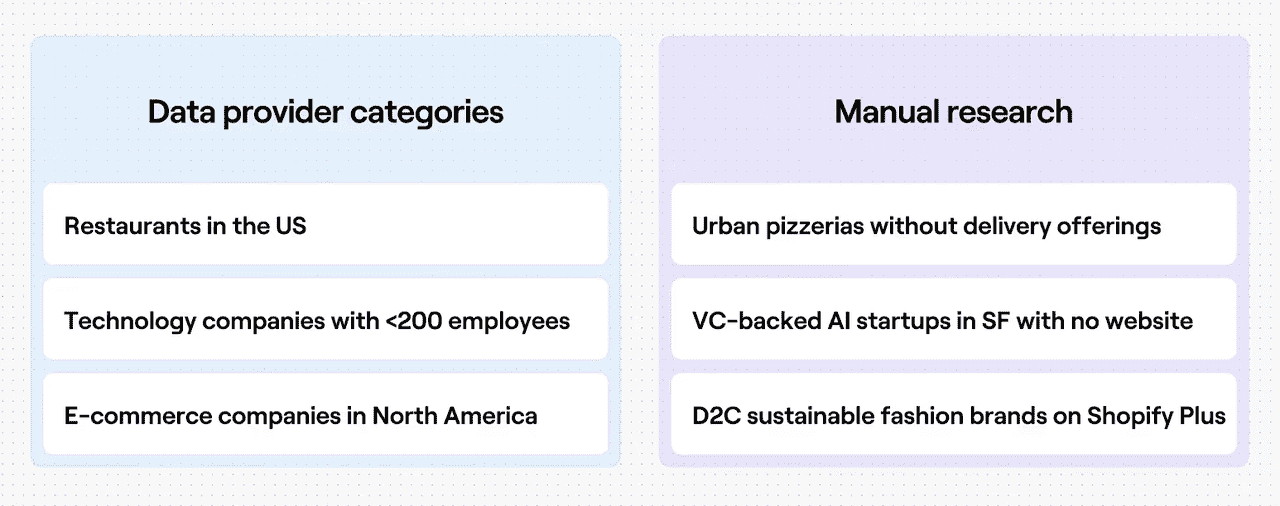 Data provider categories
Restaurants in the US
Technology companies with <200 employees
E-commerce companies in North America
Manual research
Urban pizzerias without delivery offerings
VC-backed AI startups in SF with no website
D2C sustainable fashion brands on Shopify Plus